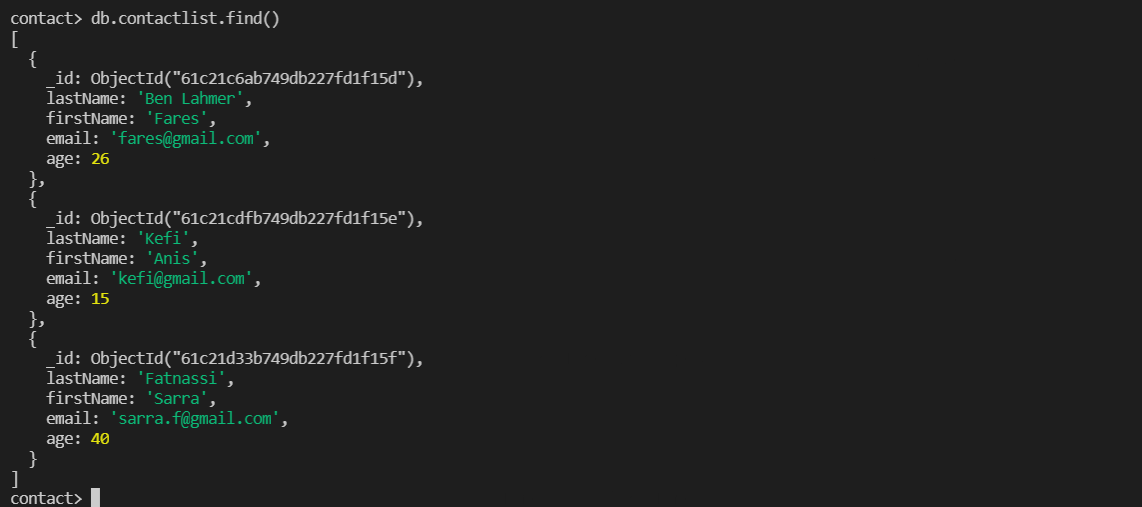 contact> db.contactlist.find()
[
  {
    _id: ObjectId("61c21c6ab749db227fd1f15d"),
    lastName: 'Ben Lahmer',
    firstName: 'Fares',
    email: 'fares@gmail.com',
    age: 26
  },
  {
    _id: ObjectId("61c21cdfb749db227fd1f15e"),
    lastName: 'Kefi',
    firstName: 'Anis',
    email: 'kefi@gmail.com',
    age: 15
  },
  {
    _id: ObjectId("61c21d33b749db227fd1f15f"),
    lastName: 'Fatnassi',
    firstName: 'Sarra',
    email: 'sarra.f@gmail.com',
    age: 40
  }
]
contact>